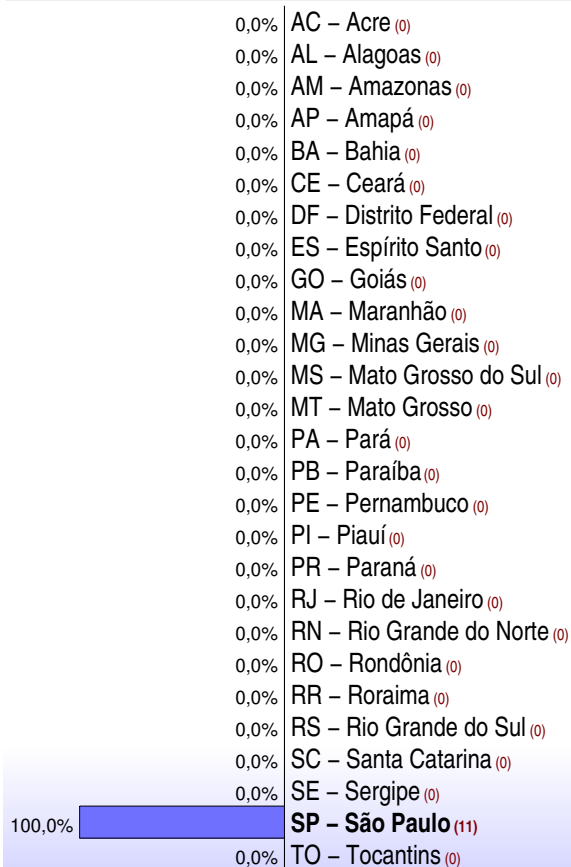 0,0% AC – Acre (0)
0,0% AL – Alagoas (0)
0,0% AM – Amazonas (0)
0,0% AP – Amapá (0)
0,0% BA – Bahia (0)
0,0% CE – Ceará (0)
0,0% DF – Distrito Federal (0)
0,0% ES – Espírito Santo (0)
0,0% GO – Goiás (0)
0,0% MA – Maranhão (0)
0,0% MG – Minas Gerais (0)
0,0% MS – Mato Grosso do Sul (0)
0,0% MT – Mato Grosso (0)
0,0% PA – Pará (0)
0,0% PB – Paraíba (0)
0,0% PE – Pernambuco (0)
0,0% PI – Piauí (0)
0,0% PR – Paraná (0)
0,0% RJ – Rio de Janeiro (0)
0,0% RN – Rio Grande do Norte (0)
0,0% RO – Rondônia (0)
0,0% RR – Roraima (0)
0,0% RS – Rio Grande do Sul (0)
0,0% SC – Santa Catarina (0)
0,0% SE – Sergipe (0)
100,0% SP – São Paulo (11)
0,0% TO – Tocantins (0)